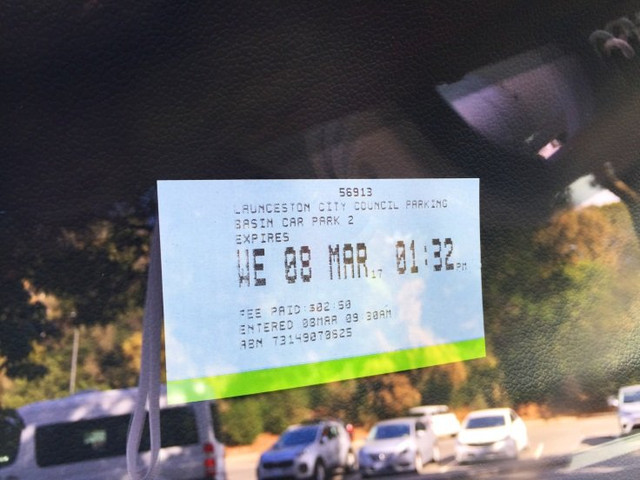 56913
LAUNCESTON CITY COUNCIL PARKING
BASIN CAR PARK 2
EXPIRES
WE 08 MAR 17 01:32 PM
FEE PAID $02.50
ENTERED 08MAR 09 30AM
ABN 73149070625